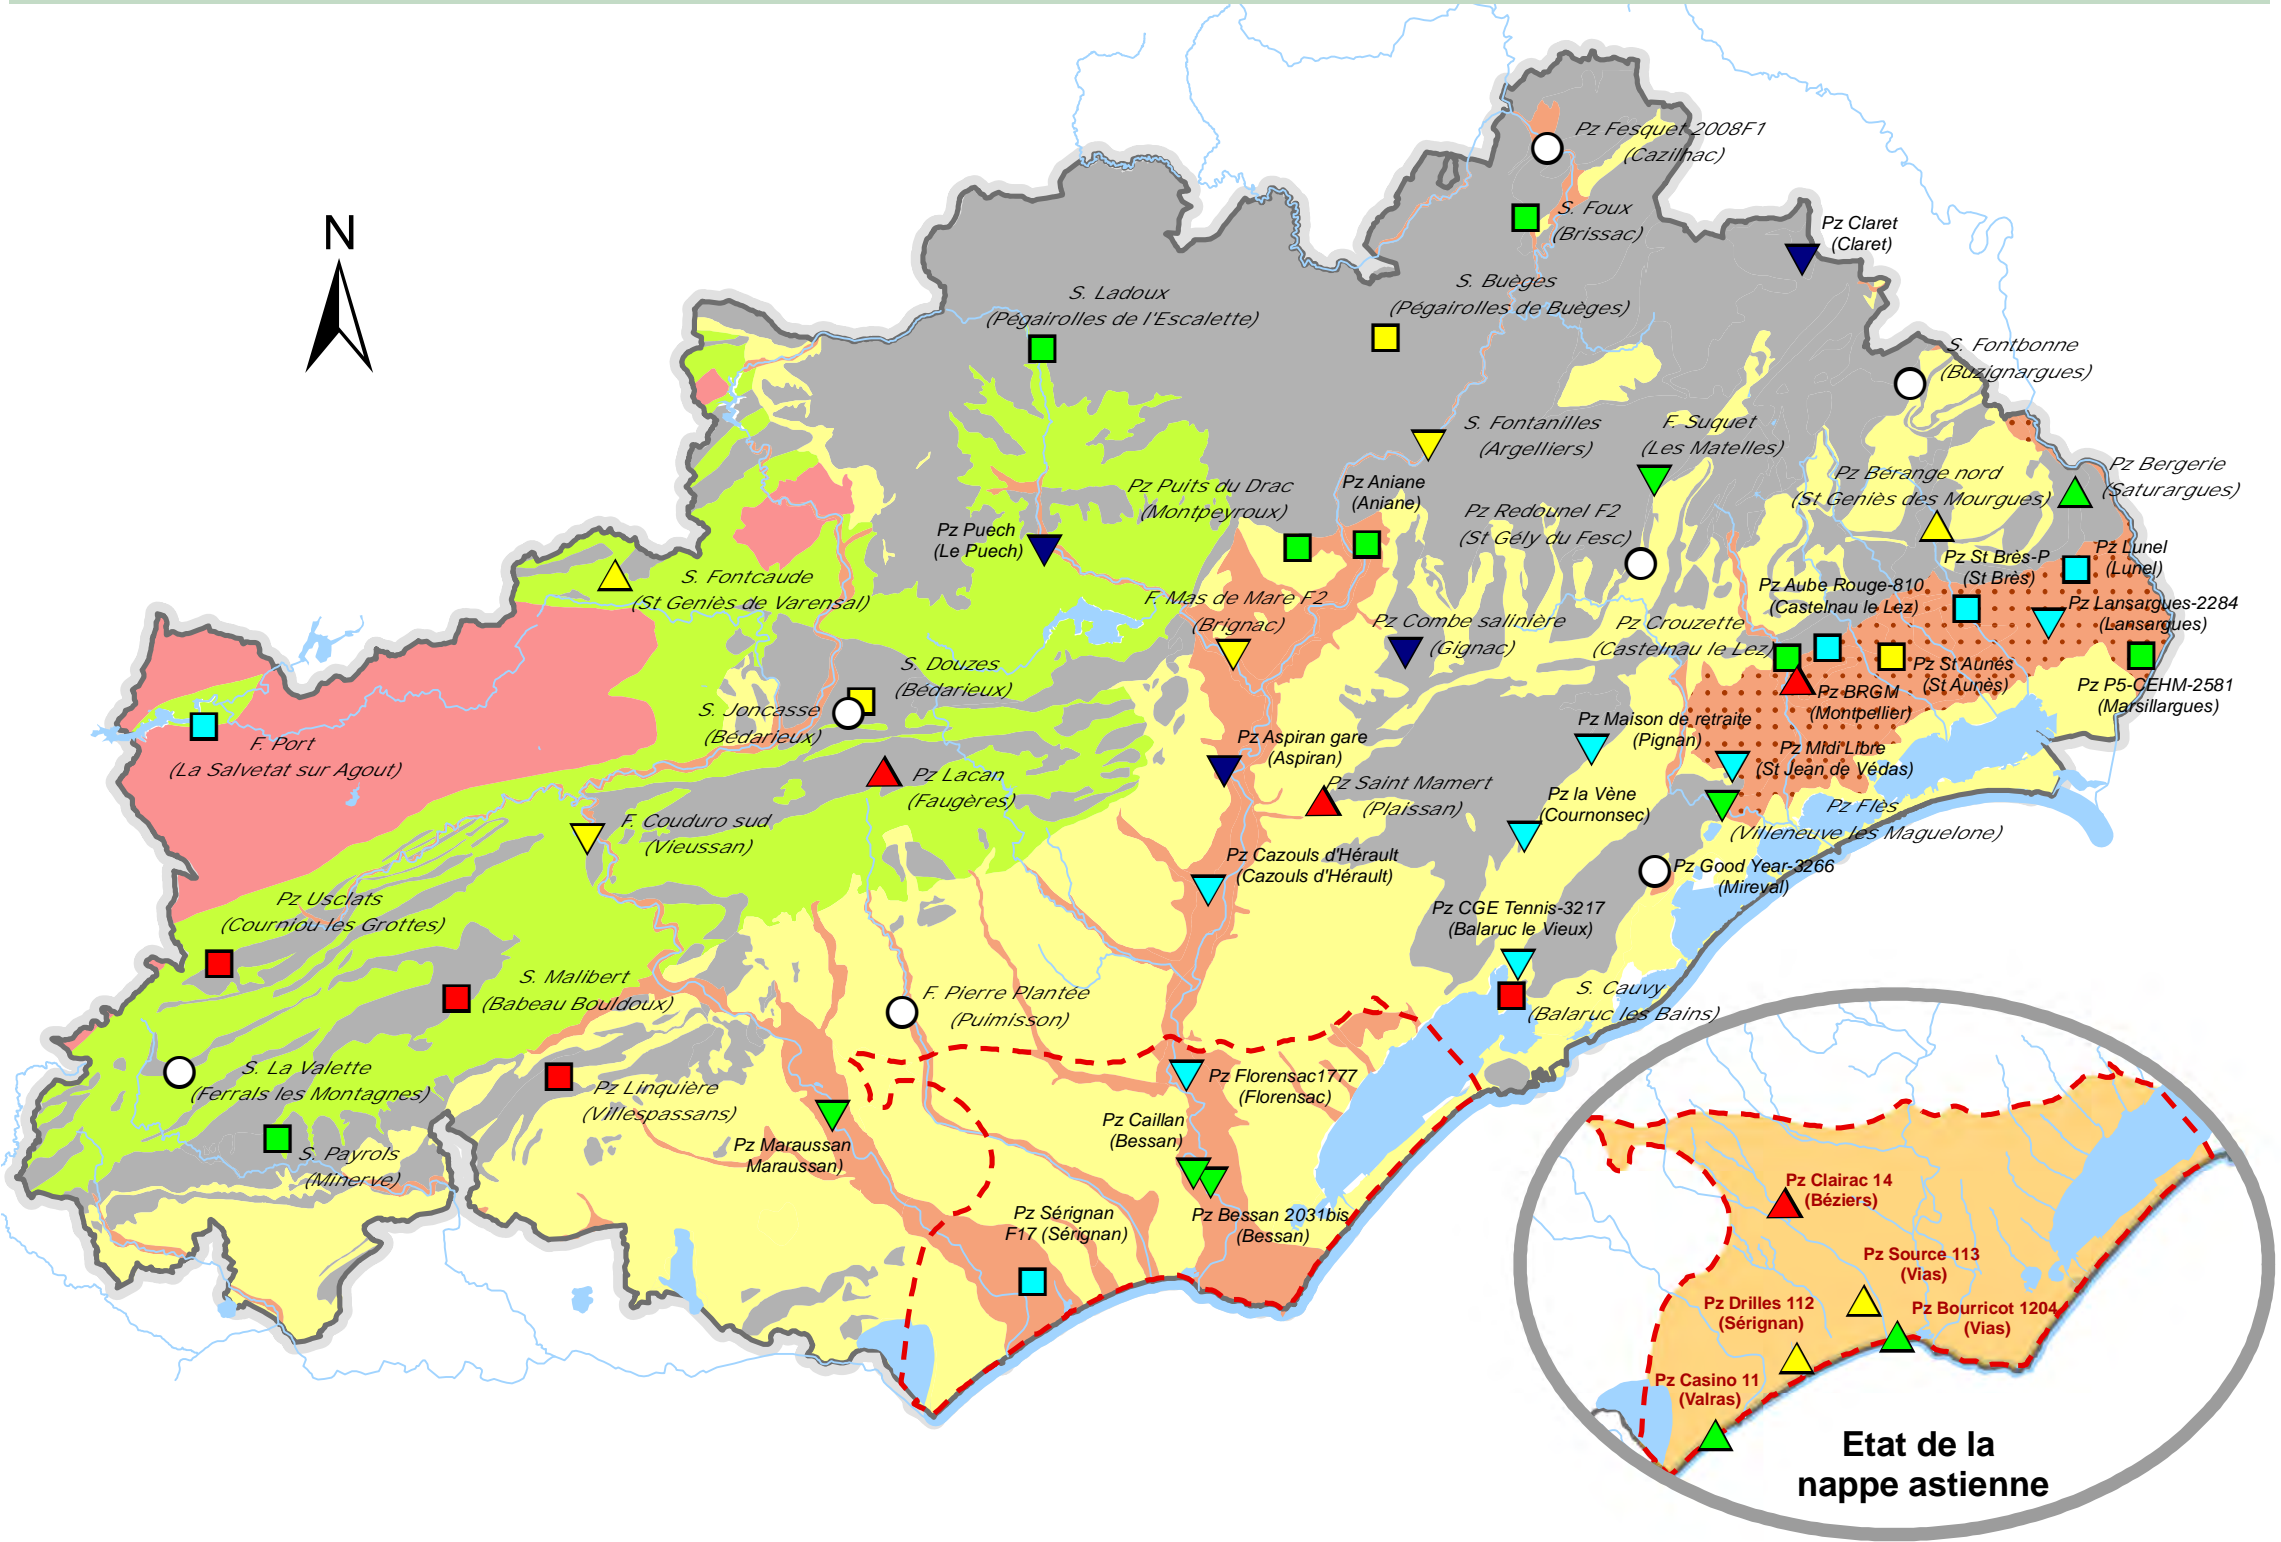 N
Pz Fesquet 2008F1
(Cazilhac)
S. Foux
(Brissac)
Pz Claret
(Claret)
S. Buèges
(Pégairolles de Buèges)
S. Ladoux
(Pégairolles de l'Escalette)
S. Fontbonne
(Buzignargues)
S. Fontanilles
(Argelliers)
F. Suquet
(Les Matelles)
Pz Bérange nord
(St Geniès des Mourgues)
Pz Bergerie
(Saturargues)
Pz Puits du Drac
(Montpeyroux)
Pz Aniane
(Aniane)
Pz Redounel F2
(St Gély du Fesc)
Pz Puech
(Le Puech)
Pz St Brès-P
(St Brès)
Pz Lunel
(Lunel)
S. Fontcaude
(St Geniès de Varensal)
Pz Aube Rouge-810
(Castelnau le Lez)
Pz Lansargues-2284
(Lansargues)
F. Mas de Mare F2
(Brignac)
Pz Combe salinière
(Gignac)
Pz Crouzette
(Castelnau le Lez)
S. Douzes
(Bédarieux)
Pz St Aunés
(St Aunès)
Pz P5-CEHM-2581
(Marsillargues)
S. Joncasse
(Bédarieux)
Pz BRGM
(Montpellier)
Pz Maison de retraite
(Pignan)
F. Port
(La Salvetat sur Agout)
Pz Aspiran gare
(Aspiran)
Pz Midi Libre
(St Jean de Védas)
Pz Lacan
(Faugères)
Pz Saint Mamert
(Plaissan)
Pz la Vène
(Cournonsec)
Pz Flès
(Villeneuve les Maguelone)
F. Couduro sud
(Vieussan)
Pz Cazouls d'Hérault
(Cazouls d'Hérault)
Pz Good Year-3266
(Mireval)
Pz Usclats
(Courniou les Grottes)
Pz CGE Tennis-3217
(Balaruc le Vieux)
S. Malibert
(Babeau Bouldoux)
F. Pierre Plantée
(Puimisson)
S. Cauvy
(Balaruc les Bains)
S. La Valette
(Ferrals les Montagnes)
Pz Linquière
(Villespassans)
Pz Florensac1777
(Florensac)
Pz Caillan
(Bessan)
S. Payrols
(Minerve)
Pz Maraussan
Maraussan)
Pz Sérignan
F17 (Sérignan)
Pz Bessan 2031bis
(Bessan)
Pz Clairac 14
(Béziers)
Pz Source 113
(Vias)
Pz Drilles 112
(Sérignan)
Pz Bourricot 1204
(Vias)
Pz Casino 11
(Valras)
Etat de la
nappe astienne